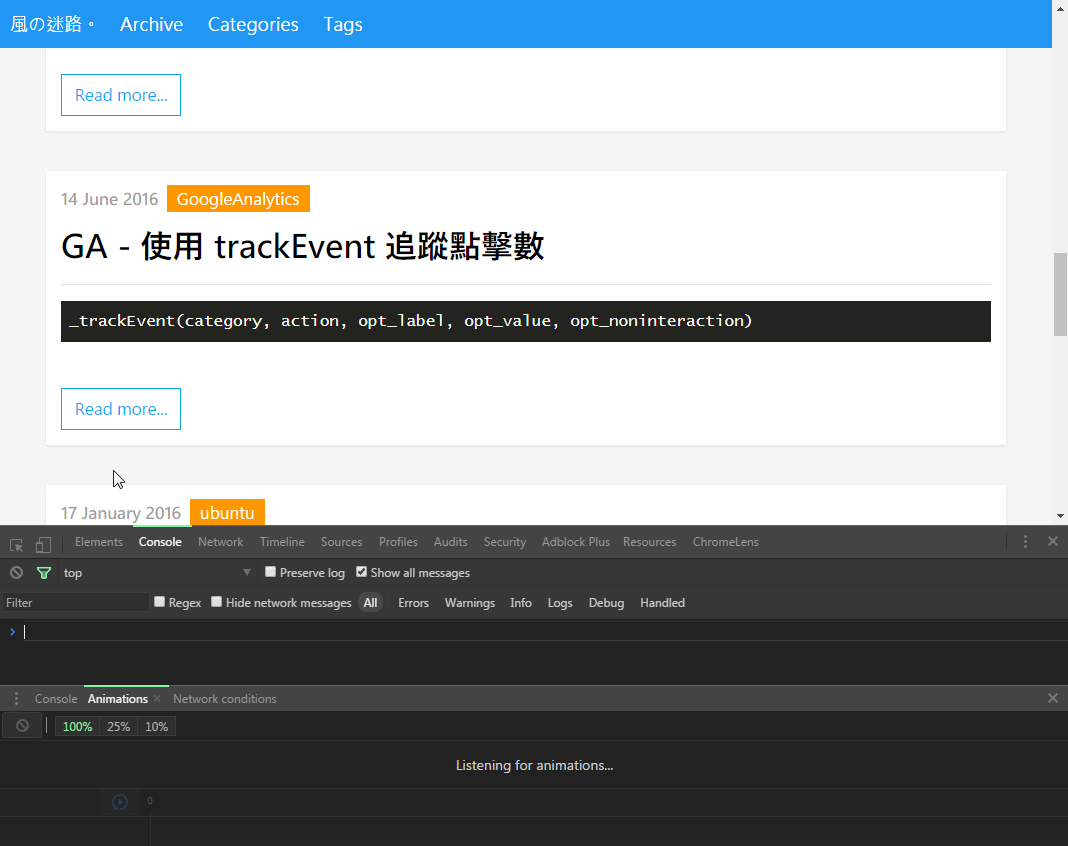 風の迷路。 Archive Categories Tags
Read more...
14 June 2016 GoogleAnalytics
GA - 使用 trackEvent 追蹤點擊數
_trackEvent(category, action, opt_label, opt_value, opt_noninteraction)
Read more...
17 January 2016 ubuntu
Elements Console Network Timeline Sources Profiles Audits Security Adblock Plus Resources ChromeLens
top Preserve log Show all messages
Filter Regex Hide network messages All Errors Warnings Info Logs Debug Handled
Console Animations Network conditions
100% 25% 10%
Listening for animations...
0